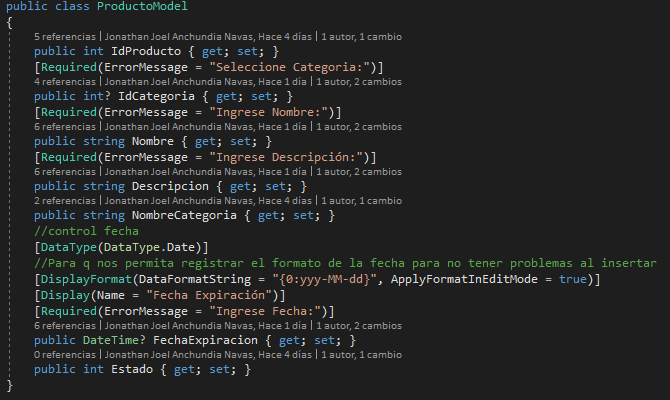 public class ProductoModel
{
5 referencias | Jonathan Joel Anchundia Navas, Hace 4 días | 1 autor, 1 cambio
public int IdProducto { get; set; }
[Required(ErrorMessage = "Seleccione Categoria:")]
4 referencias | Jonathan Joel Anchundia Navas, Hace 1 día | 1 autor, 2 cambios
public int? IdCategoria { get; set; }
[Required(ErrorMessage = "Ingrese Nombre:")]
6 referencias | Jonathan Joel Anchundia Navas, Hace 1 día | 1 autor, 2 cambios
public string Nombre { get; set; }
[Required(ErrorMessage = "Ingrese Descripción:")]
6 referencias | Jonathan Joel Anchundia Navas, Hace 1 día | 1 autor, 2 cambios
public string Descripcion { get; set; }
2 referencias | Jonathan Joel Anchundia Navas, Hace 4 días | 1 autor, 1 cambio
public string NombreCategoria { get; set; }
//control fecha
[DataType(DataType.Date)]
//Para q nos permita registrar el formato de la fecha para no tener problemas al insertar
[DisplayFormat(DataFormatString = "{0:yyy-MM-dd}", ApplyFormatInEditMode = true)]
[Display(Name = "Fecha Expiración")]
[Required(ErrorMessage = "Ingrese Fecha:")]
6 referencias | Jonathan Joel Anchundia Navas, Hace 1 día | 1 autor, 2 cambios
public DateTime? FechaExpiracion { get; set; }
0 referencias | Jonathan Joel Anchundia Navas, Hace 4 días | 1 autor, 1 cambio
public int Estado { get; set; }
}